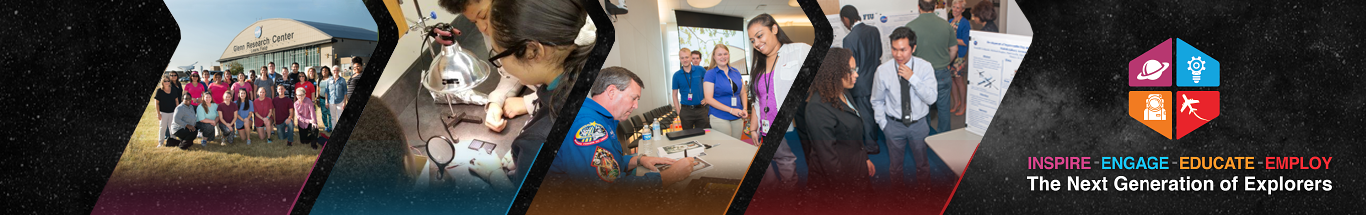 Glenn Research Center
INSPIRE - ENGAGE - EDUCATE - EMPLOY
The Next Generation of Explorers